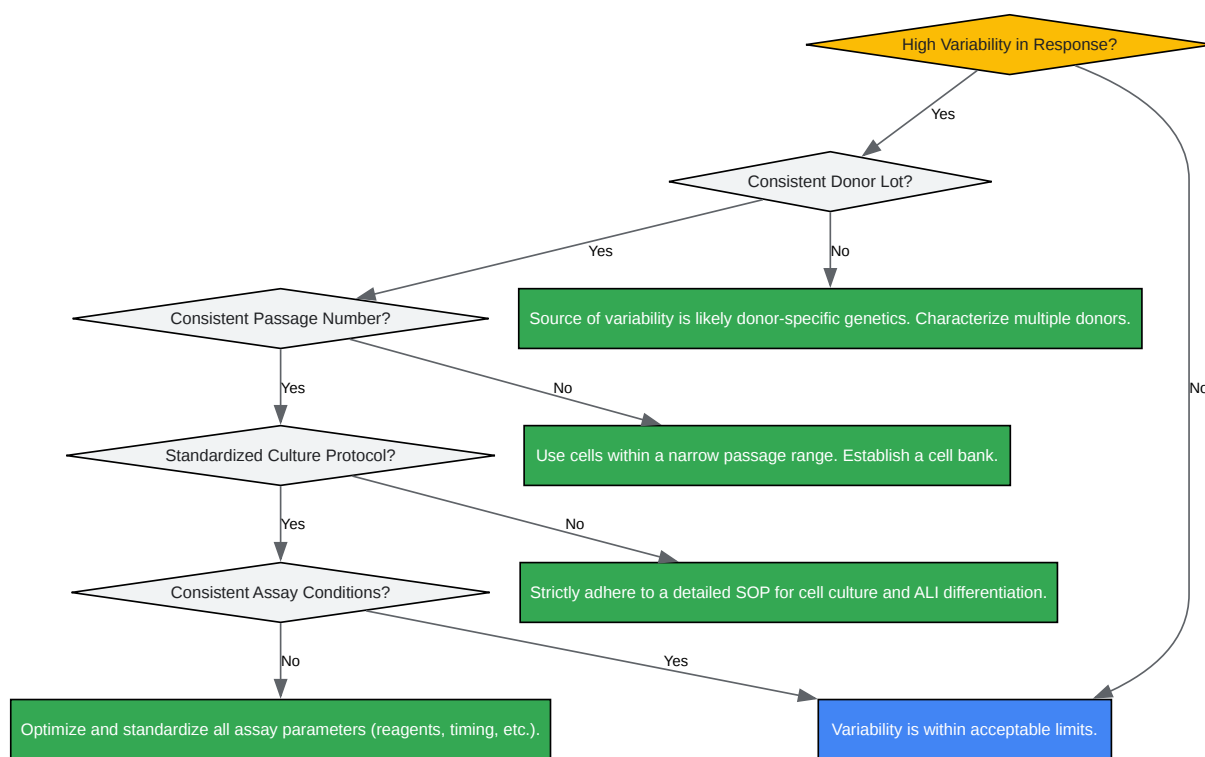 High Variability in Response?
Yes
Consistent Donor Lot?
Yes
No
Consistent Passage Number?
Source of variability is likely donor-specific genetics. Characterize multiple donors.
Yes
No
No
Standardized Culture Protocol?
Use cells within a narrow passage range. Establish a cell bank.
Yes
No
Consistent Assay Conditions?
Strictly adhere to a detailed SOP for cell culture and ALI differentiation.
No
Yes
Optimize and standardize all assay parameters (reagents, timing, etc.).
Variability is within acceptable limits.